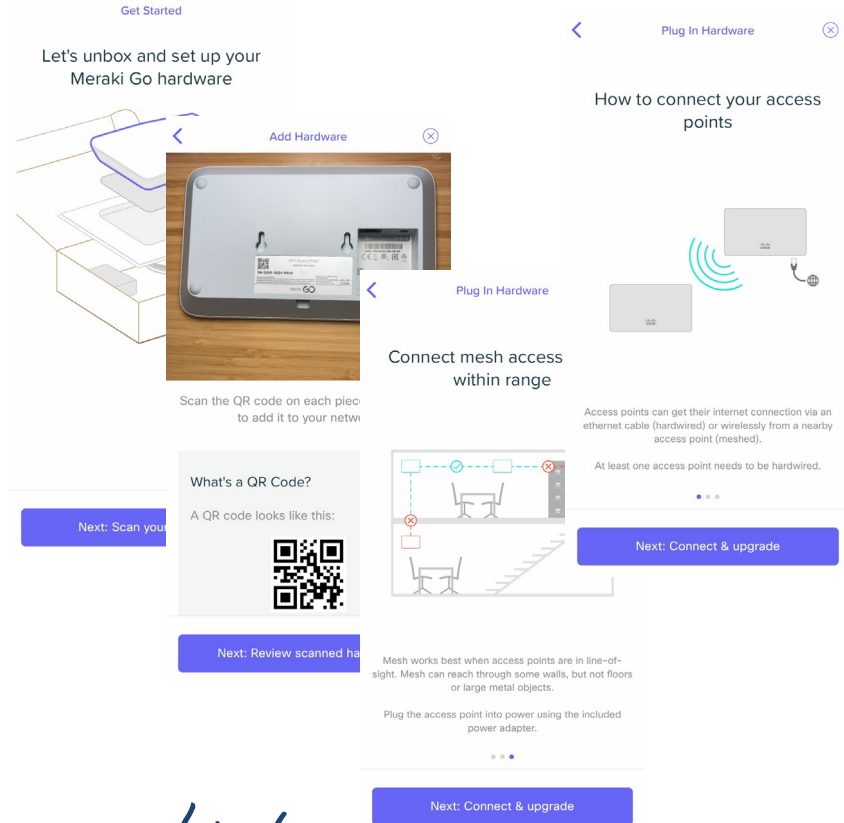 Get Started
Let's unbox and set up your
Meraki Go hardware
Next: Scan your
Add Hardware
GO
Scan the QR code on each piec
to add it to your netwo
What's a QR Code?
A QR code looks like this:
Next: Review scanned ha
Plug In Hardware
Connect mesh access
within range
Mesh works best when access points are in line-of-
sight. Mesh can reach through some walls, but not floors
or large metal objects.
Plug the access point into power using the included
power adapter.
Next: Connect & upgrade
Plug In Hardware
How to connect your access
points
Access points can get their internet connection via an
ethernet cable (hardwired) or wirelessly from a nearby
access point (meshed).
At least one access point needs to be hardwired.
Next: Connect & upgrade